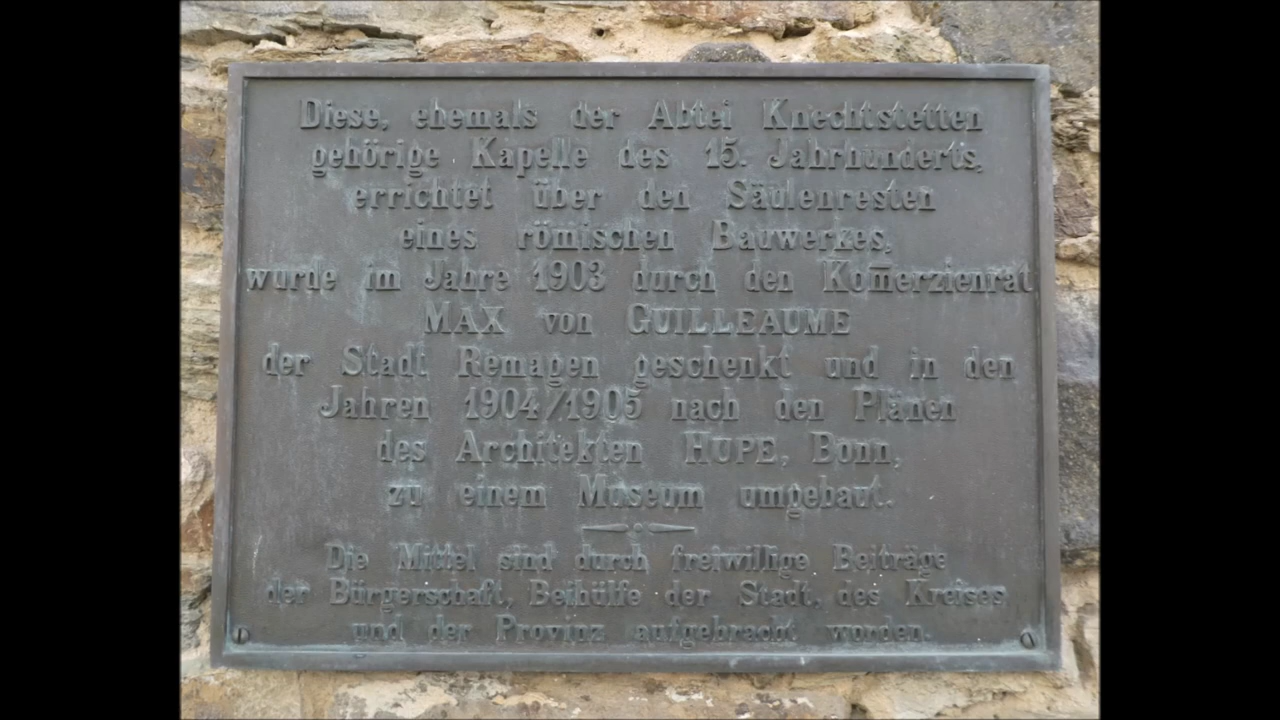 Diese, ehemals der Abtei Knechtstetten
gehörige Kapelle des 15. Jahrhunderts,
errichtet über den Säulenresten
eines römischen Bauwerkes,
wurde im Jahre 1903 durch den Kom̅erzienrat
MAX von GUILLEAUME
der Stadt Remagen geschenkt und in den
Jahren 1904/1905 nach den Plänen
des Architekten HUPE, Bonn,
zu einem Museum umgebaut.
Die Mittel sind durch freiwillige Beiträge
der Bürgerschaft, Beihülfe der Stadt, des Kreises
und der Provinz aufgebracht worden.